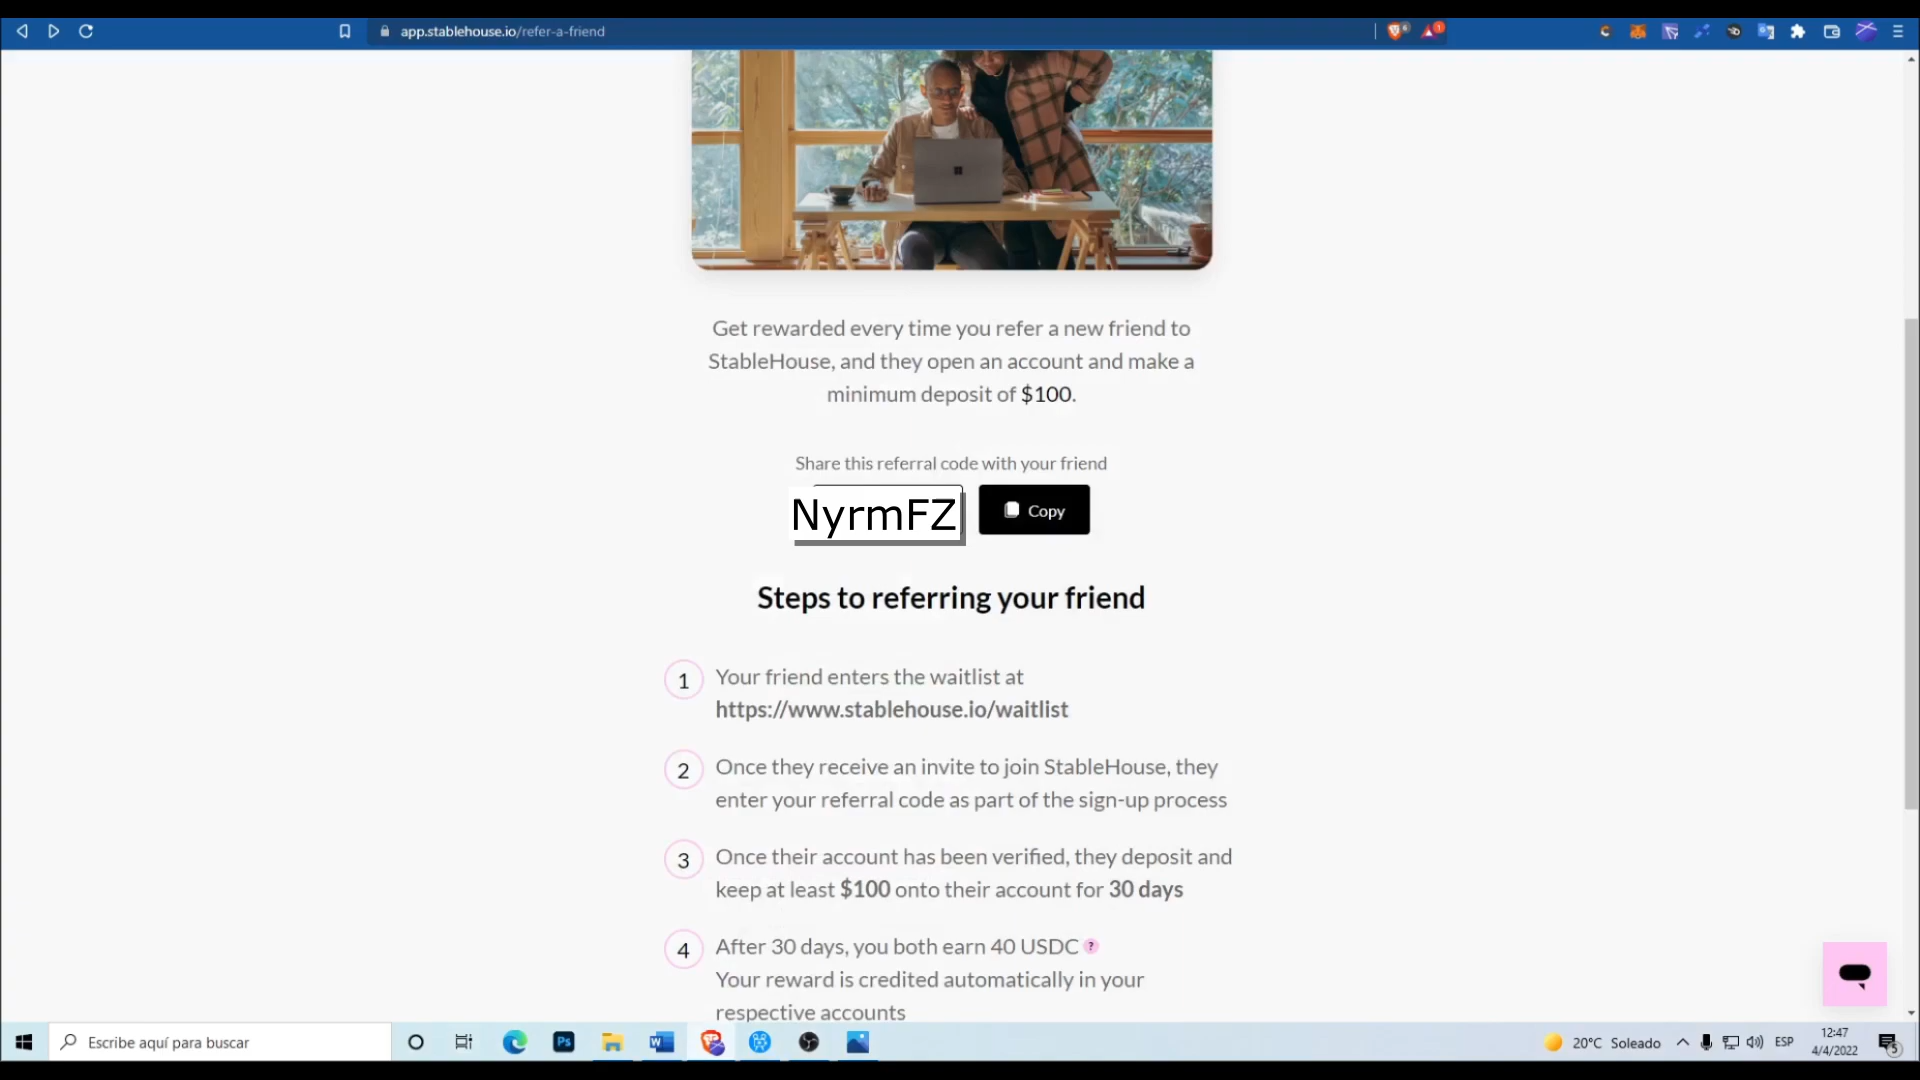 app.stablehouse.io/refer-a-friend
Get rewarded every time you refer a new friend to
StableHouse, and they open an account and make a
minimum deposit of $100.
Share this referral code with your friend
NyrmFZ
Copy
Steps to referring your friend
1
Your friend enters the waitlist at
https://www.stablehouse.io/waitlist
2
Once they receive an invite to join StableHouse, they
enter your referral code as part of the sign-up process
3
Once their account has been verified, they deposit and
keep at least $100 onto their account for 30 days
4
After 30 days, you both earn 40 USDC ?
Your reward is credited automatically in your
respective accounts
Escribe aquí para buscar
Ps
20°C Soleado
ESP
12:47
4/4/2022
5